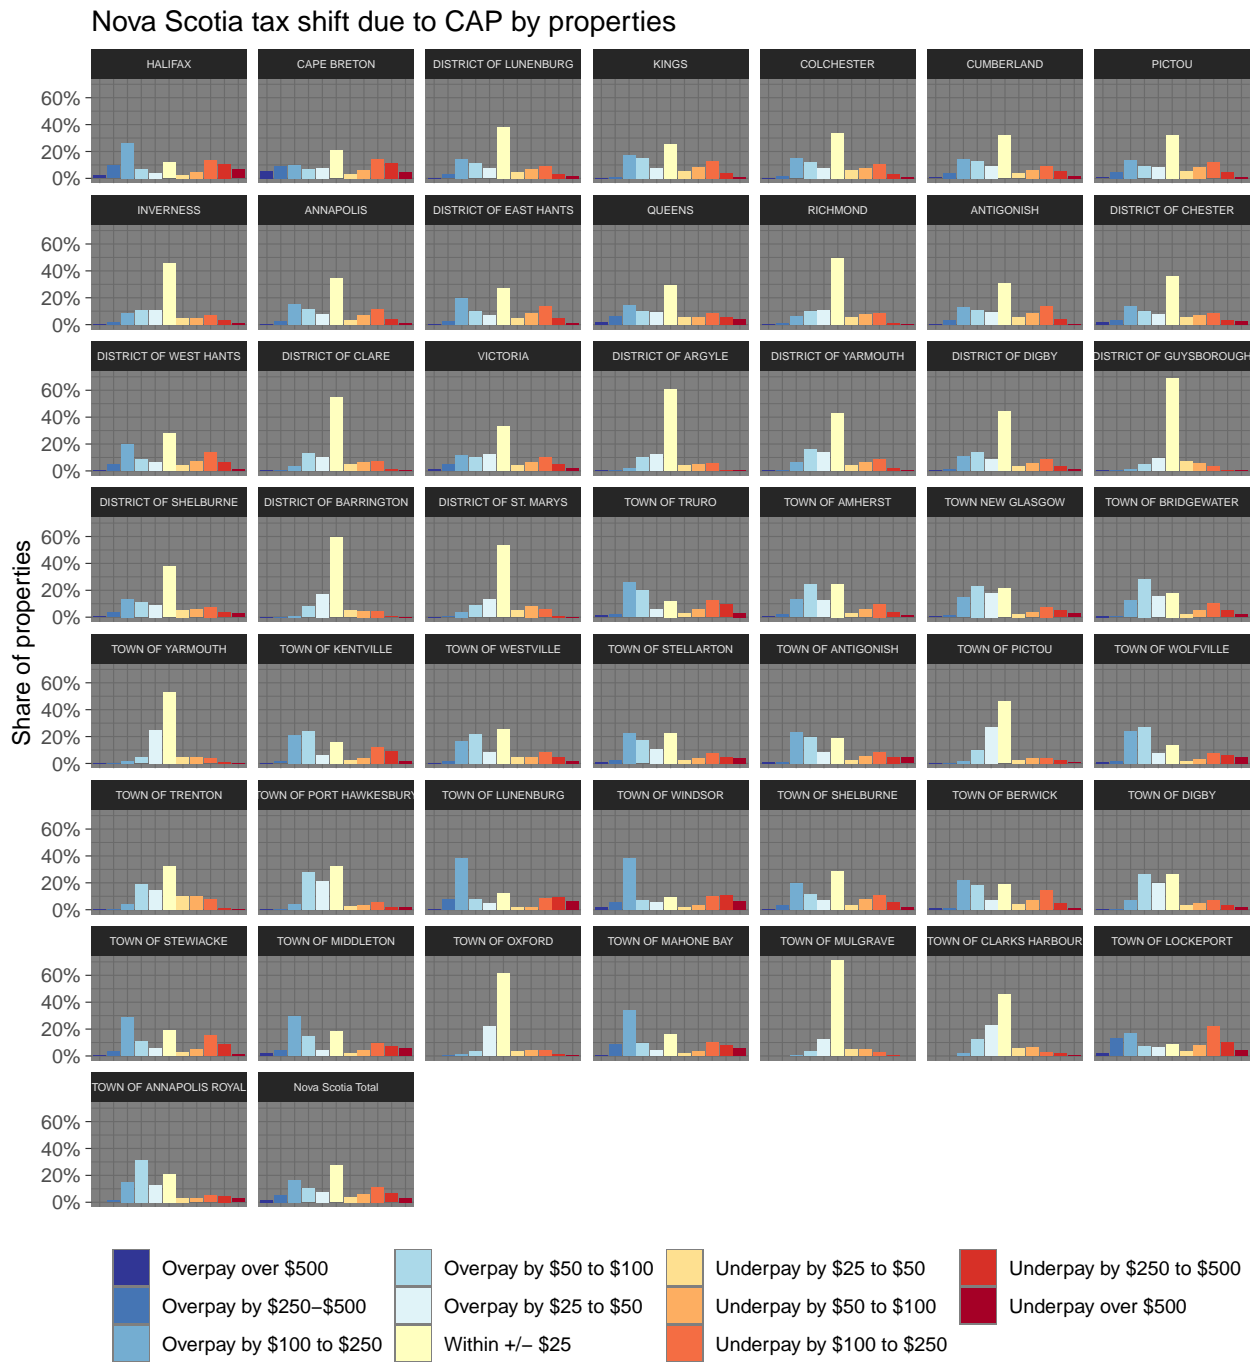 Nova Scotia tax shift due to CAP by properties
HALIFAX
CAPE BRETON
DISTRICT OF LUNENBURG
KINGS
COLCHESTER
CUMBERLAND
PICTOU
60%
40%
20%
0%
INVERNESS
ANNAPOLIS
DISTRICT OF EAST HANTS
QUEENS
RICHMOND
ANTIGONISH
DISTRICT OF CHESTER
60%
40%
20%
0%
DISTRICT OF WEST HANTS
DISTRICT OF CLARE
VICTORIA
DISTRICT OF ARGYLE
DISTRICT OF YARMOUTH
DISTRICT OF DIGBY
DISTRICT OF GUYSBOROUGH
60%
40%
20%
0%
DISTRICT OF SHELBURNE
DISTRICT OF BARRINGTON
DISTRICT OF ST. MARYS
TOWN OF TRURO
TOWN OF AMHERST
TOWN NEW GLASGOW
TOWN OF BRIDGEWATER
60%
40%
20%
0%
Share of properties
TOWN OF YARMOUTH
TOWN OF KENTVILLE
TOWN OF WESTVILLE
TOWN OF STELLARTON
TOWN OF ANTIGONISH
TOWN OF PICTOU
TOWN OF WOLFVILLE
60%
40%
20%
0%
TOWN OF TRENTON
TOWN OF PORT HAWKESBURY
TOWN OF LUNENBURG
TOWN OF WINDSOR
TOWN OF SHELBURNE
TOWN OF BERWICK
TOWN OF DIGBY
60%
40%
20%
0%
TOWN OF STEWIACKE
TOWN OF MIDDLETON
TOWN OF OXFORD
TOWN OF MAHONE BAY
TOWN OF MULGRAVE
TOWN OF CLARKS HARBOUR
TOWN OF LOCKEPORT
60%
40%
20%
0%
TOWN OF ANNAPOLIS ROYAL
Nova Scotia Total
60%
40%
20%
0%
Overpay over $500
Overpay by $250−$500
Overpay by $100 to $250
Overpay by $50 to $100
Overpay by $25 to $50
Within +/− $25
Underpay by $25 to $50
Underpay by $50 to $100
Underpay by $100 to $250
Underpay by $250 to $500
Underpay over $500